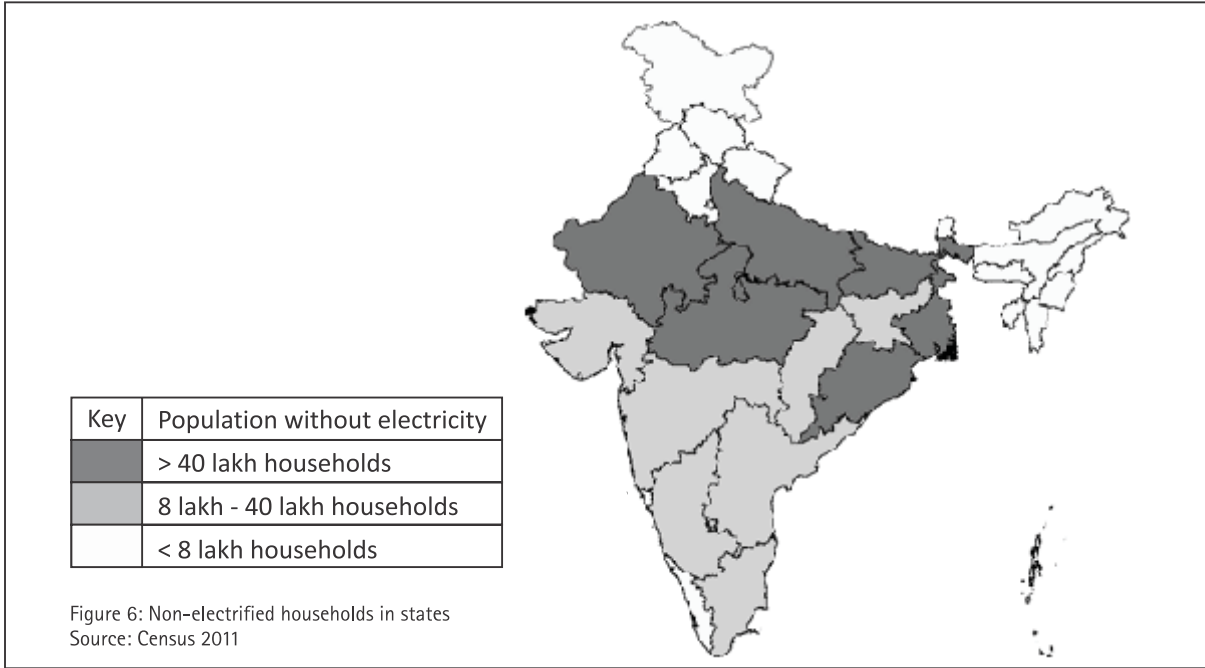 Key Population without electricity
> 40 lakh households
8 lakh - 40 lakh households
< 8 lakh households
Figure 6: Non-electrified households in states
Source: Census 2011